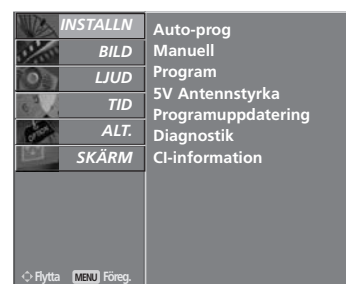 INSTALLN
BILD
LJUD
TID
ALT.
SKÄRM
Auto-prog
Manuell
Program
5V Antennstyrka
Programuppdatering
Diagnostik
CI-information
Flytta MENU Föreg.